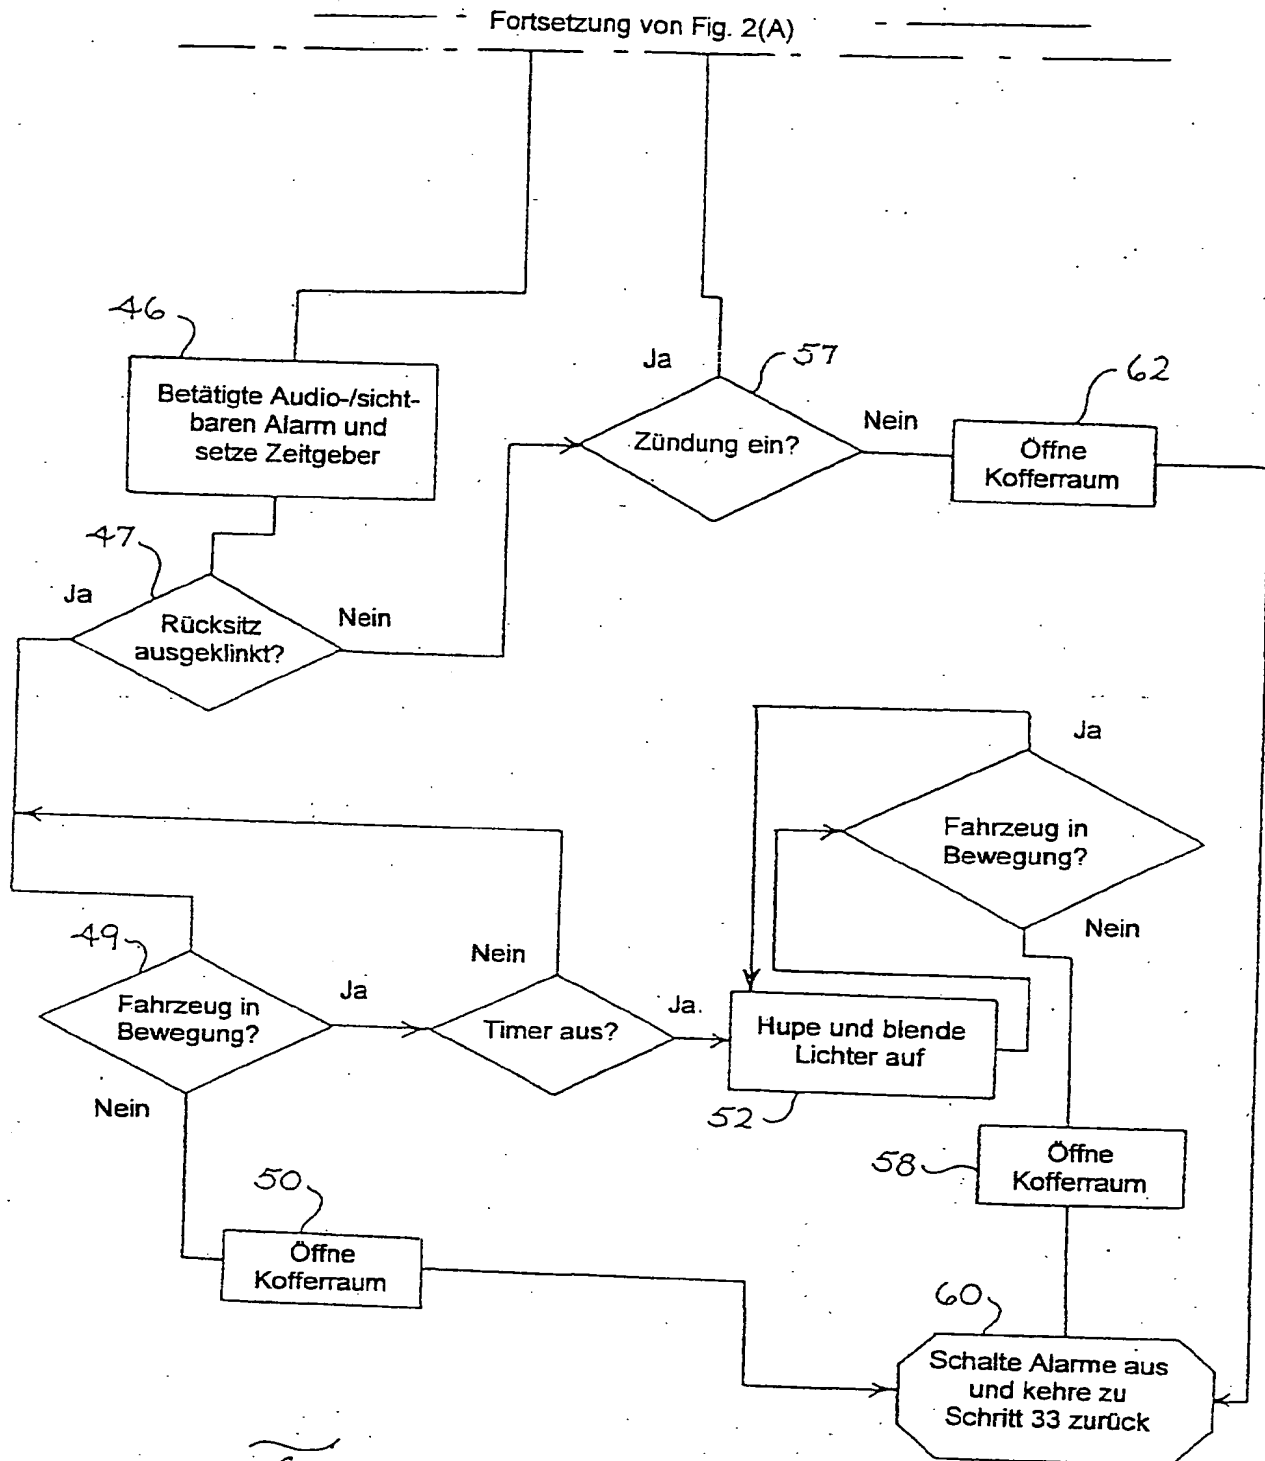 Fortsetzung von Fig. 2(A)
46
Betätigte Audio-/sicht-
baren Alarm und
setze Zeitgeber
Ja
57
Zündung ein?
Nein
62
Öffne
Kofferraum
47
Ja
Rücksitz
ausgeklinkt?
Nein
Ja
Fahrzeug in
Bewegung?
Nein
49
Fahrzeug in
Bewegung?
Ja
Nein
Nein
Timer aus?
Ja.
Hupe und blende
Lichter auf
52
58
Öffne
Kofferraum
50
Öffne
Kofferraum
60
Schalte Alarme aus
und kehre zu
Schritt 33 zurück